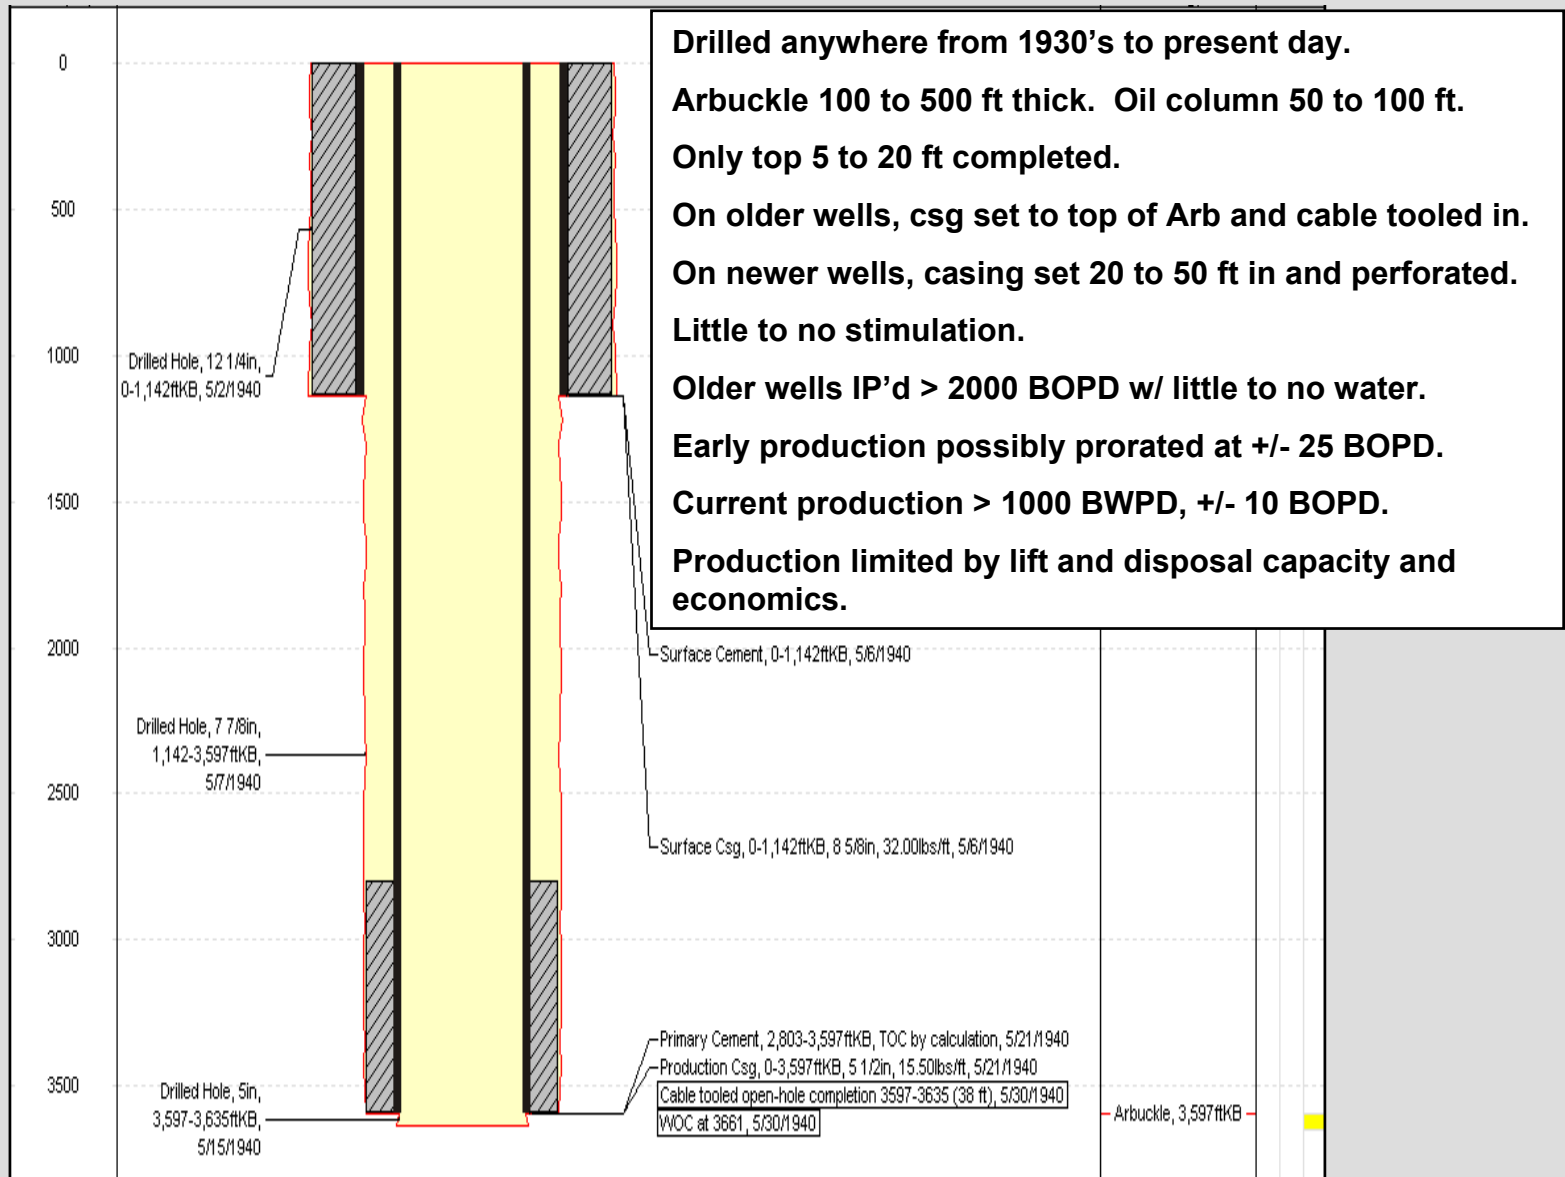 Drilled anywhere from 1930's to present day.
Arbuckle 100 to 500 ft thick. Oil column 50 to 100 ft.
Only top 5 to 20 ft completed.
On older wells, csg set to top of Arb and cable tooled in.
On newer wells, casing set 20 to 50 ft in and perforated.
Little to no stimulation.
Older wells IP'd > 2000 BOPD w/ little to no water.
Early production possibly prorated at +/- 25 BOPD.
Current production > 1000 BWPD, +/- 10 BOPD.
Production limited by lift and disposal capacity and
economics.
0
500
1000
1500
2000
2500
3000
3500
Drilled Hole, 12 1/4in,
0-1,142ftKB, 5/2/1940
Surface Cement, 0-1,142ftKB, 5/6/1940
Drilled Hole, 7 7/8in,
1,142-3,597ftKB,
5/7/1940
Surface Csg, 0-1,142ftKB, 8 5/8in, 32.00lbs/ft, 5/6/1940
Primary Cement, 2,803-3,597ftKB, TOC by calculation, 5/21/1940
Production Csg, 0-3,597ftKB, 5 1/2in, 15.50lbs/ft, 5/21/1940
Cable tooled open-hole completion 3597-3635 (38 ft), 5/30/1940
WOC at 3661, 5/30/1940
Drilled Hole, 5in,
3,597-3,635ftKB,
5/15/1940
Arbuckle, 3,597ftKB